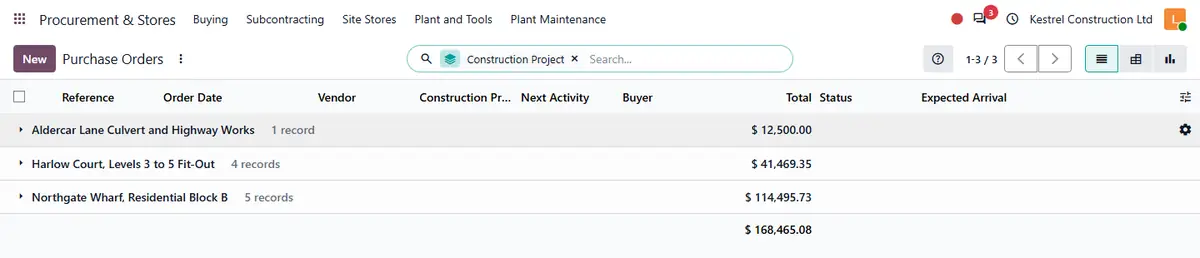 Procurement & Stores Buying Subcontracting Site Stores Plant and Tools Plant Maintenance 3 Kestrel Construction Ltd L
New Purchase Orders Construction Project × Search... 1-3 / 3
Reference Order Date Vendor Construction Pr... Next Activity Buyer Total Status Expected Arrival
Aldercar Lane Culvert and Highway Works 1 record $ 12,500.00
Harlow Court, Levels 3 to 5 Fit-Out 4 records $ 41,469.35
Northgate Wharf, Residential Block B 5 records $ 114,495.73
$ 168,465.08